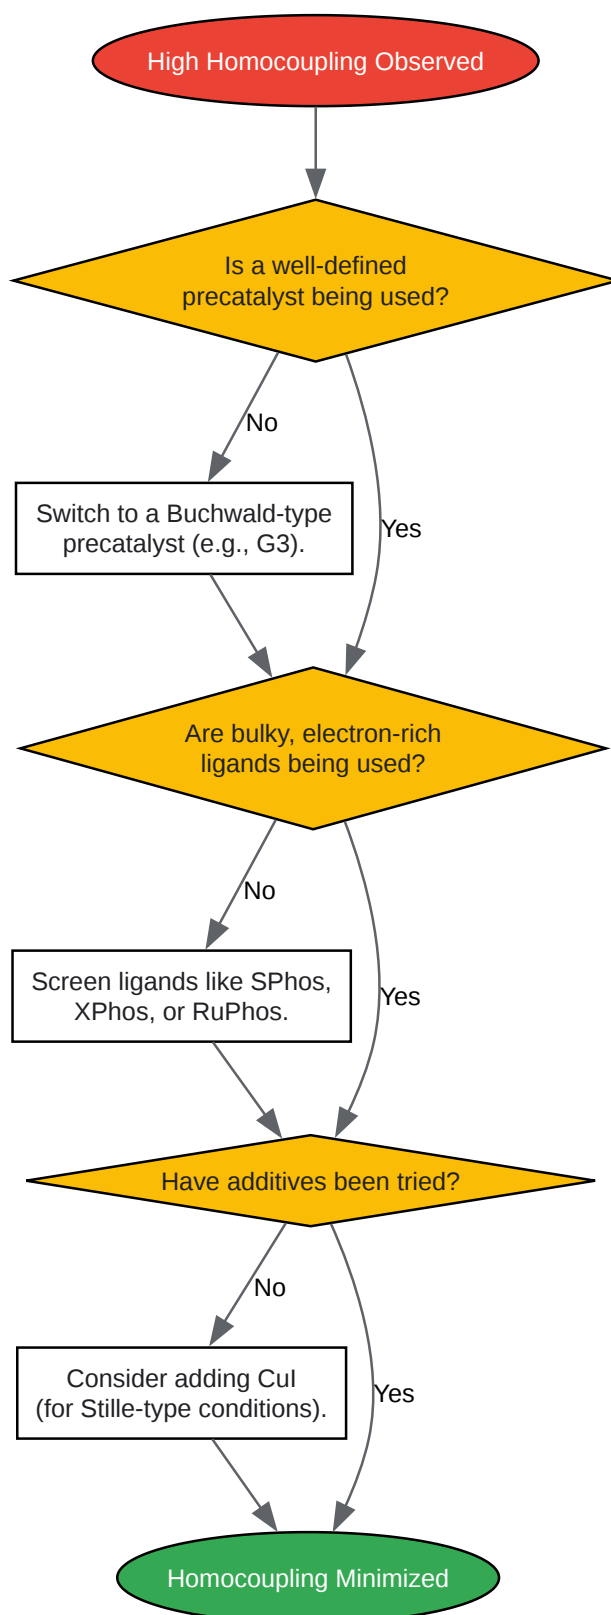 High Homocoupling Observed
Is a well-defined
precatalyst being used?
No
Switch to a Buchwald-type
precatalyst (e.g., G3).
Yes
Are bulky, electron-rich
ligands being used?
No
Screen ligands like SPhos,
XPhos, or RuPhos.
Yes
Have additives been tried?
No
Consider adding CuI
(for Stille-type conditions).
Yes
Homocoupling Minimized